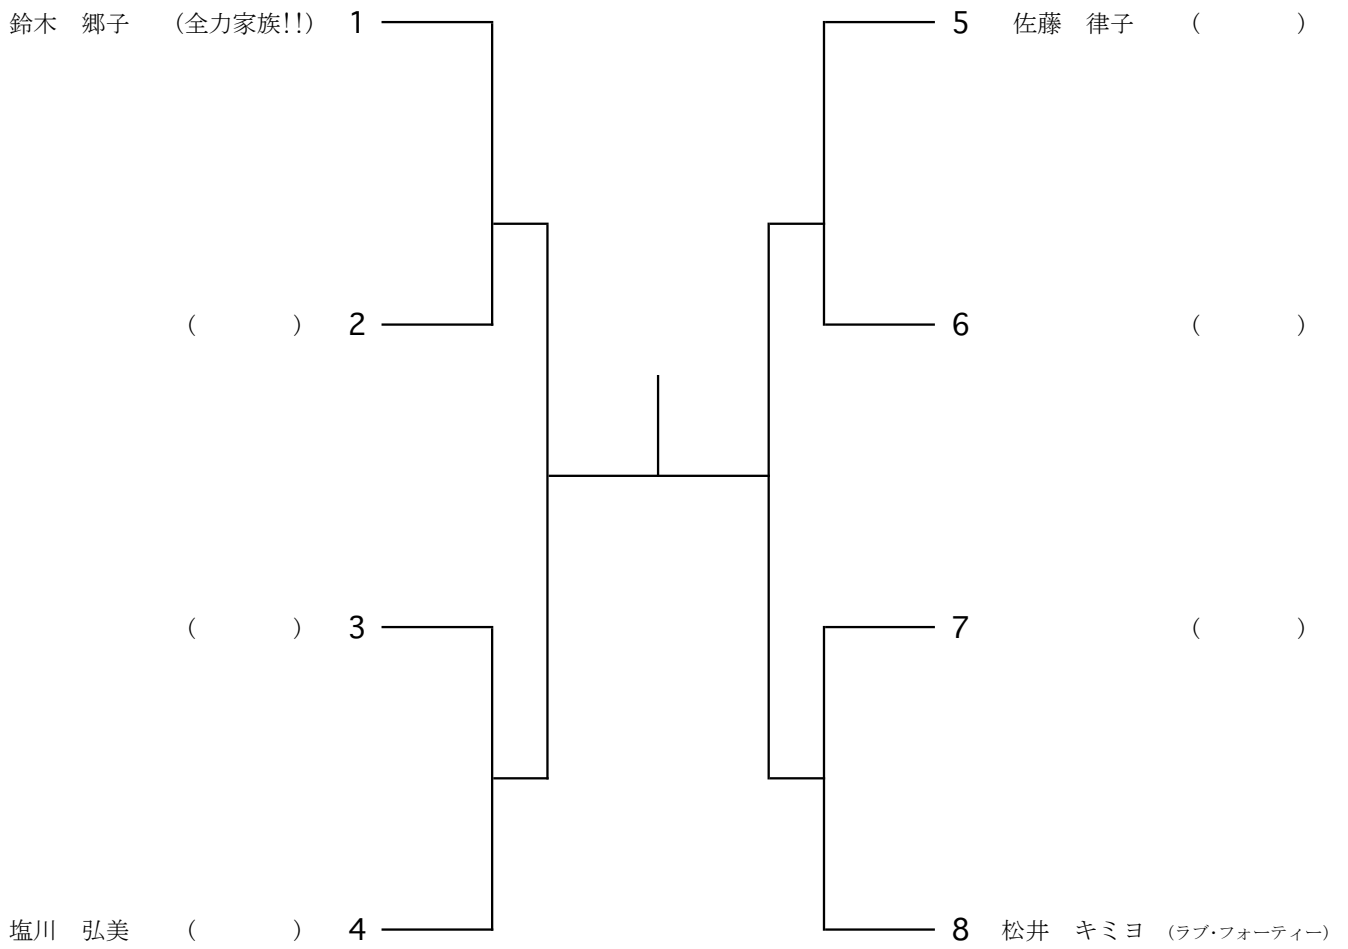 鈴木　郷子　（全力家族!!）　1
（　　　　）　2
（　　　　）　3
塩川　弘美　（　　　　）　4
5　佐藤　律子　（　　　　）
6　（　　　　）
7　（　　　　）
8　松井　キミヨ　（ラブ・フォーティー）